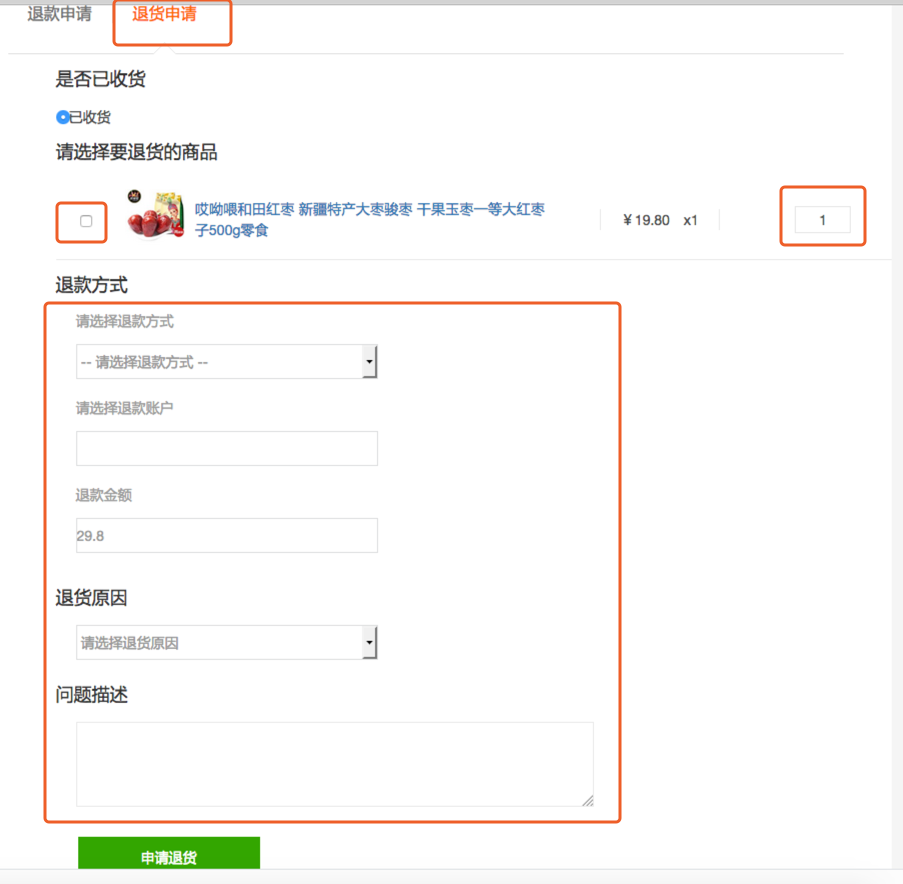 退款申请
退货申请
是否已收货
已收货
请选择要退货的商品
哎呦喂和田红枣 新疆特产大枣骏枣 干果玉枣一等大红枣
子500g零食
¥ 19.80 x1
1
退款方式
请选择退款方式
-- 请选择退款方式 --
请选择退款账户
退款金额
29.8
退货原因
请选择退货原因
问题描述
申请退货